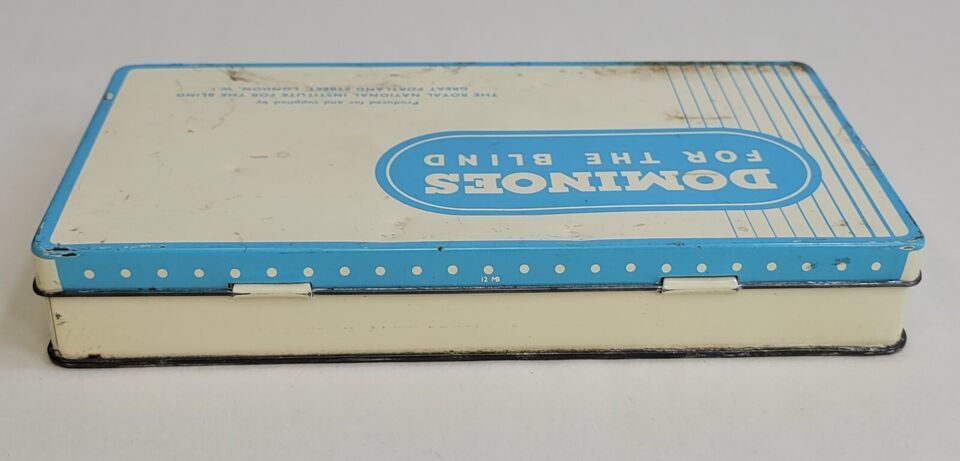 DOMINOES
FOR THE BLIND
Produced for and supplied by
THE ROYAL NATIONAL INSTITUTE FOR THE BLIND
GREAT PORTLAND STREET, LONDON, W.1.
12 MB